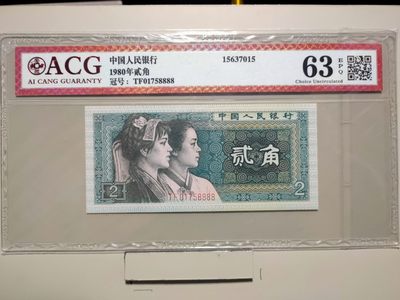 ACG
AI CANG GUARANTY
中国人民银行
1980年贰角
冠号：TF01758888
15637015
63
EPQ
Choice Uncirculated
中国人民银行
贰角
2
TF01758888
2